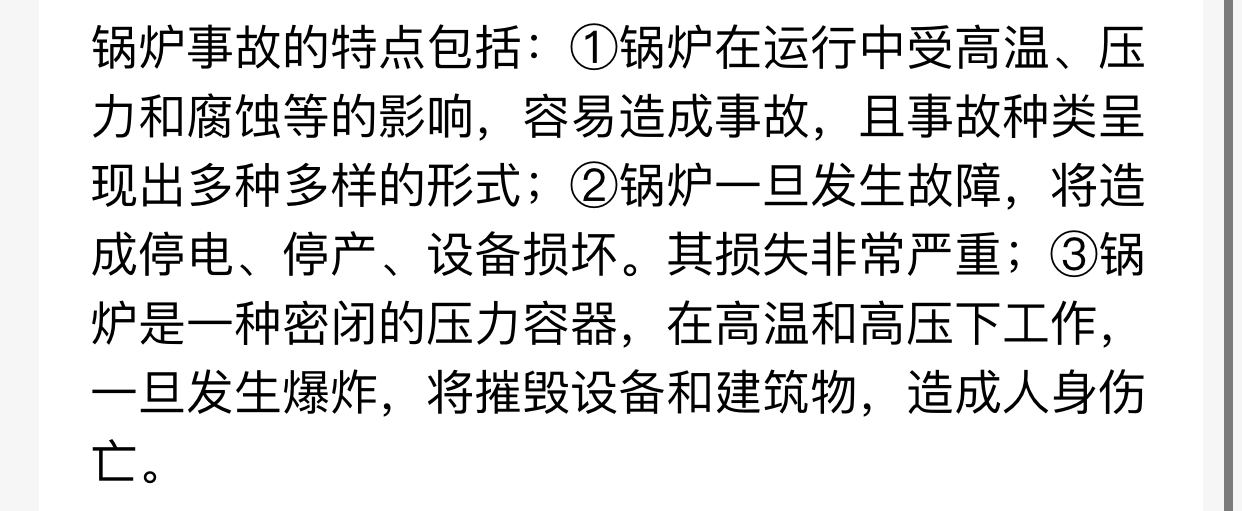 锅炉事故的特点包括：①锅炉在运行中受高温、压
力和腐蚀等的影响，容易造成事故，且事故种类呈
现出多种多样的形式；②锅炉一旦发生故障，将造
成停电、停产、设备损坏。其损失非常严重；③锅
炉是一种密闭的压力容器，在高温和高压下工作，
一旦发生爆炸，将摧毁设备和建筑物，造成人身伤
亡。